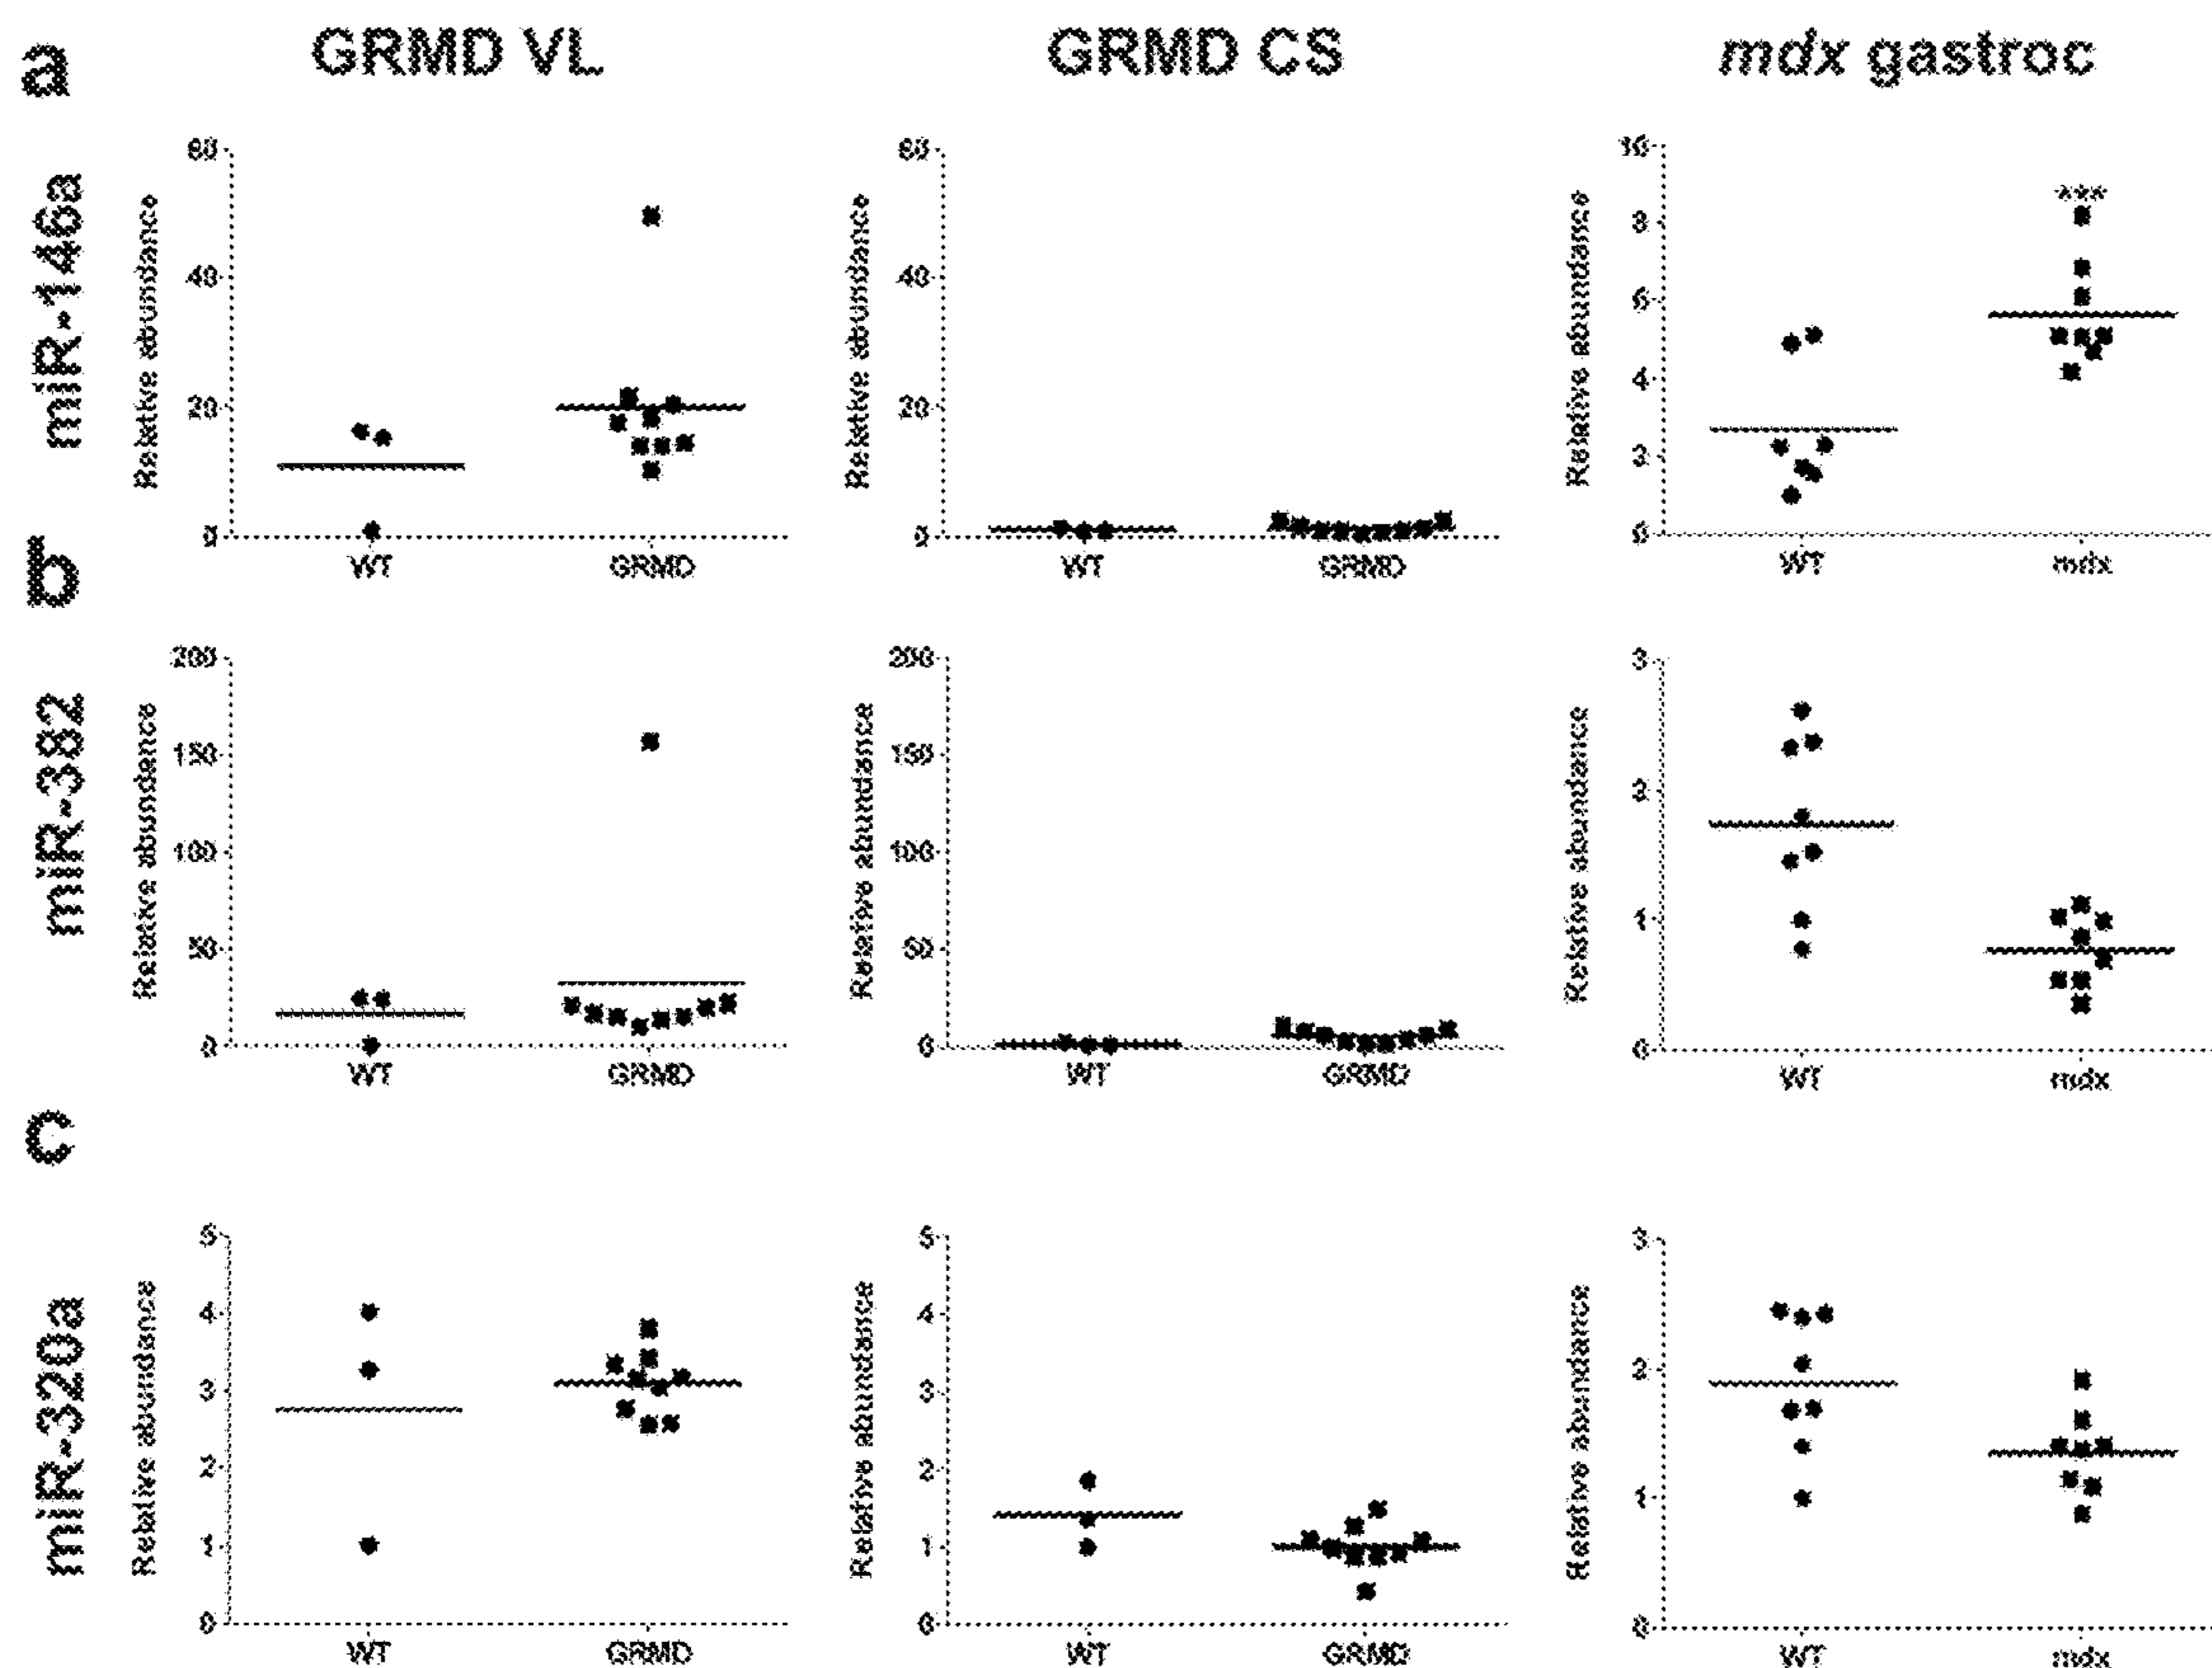 a
GRMD VL
GRMD CS
mdx gastroc
miR-146a
Relative abundance
60
40
20
0
WT
GRMD
Relative abundance
60
40
20
0
WT
GRMD
Relative abundance
10
8
6
4
2
0
***
WT
mdx
b
miR-382
Relative abundance
200
150
100
50
0
WT
GRMD
Relative abundance
200
150
100
50
0
WT
GRMD
Relative abundance
3
2
1
0
WT
mdx
c
miR-320a
Relative abundance
5
4
3
2
1
0
WT
GRMD
Relative abundance
5
4
3
2
1
0
WT
GRMD
Relative abundance
3
2
1
0
WT
mdx